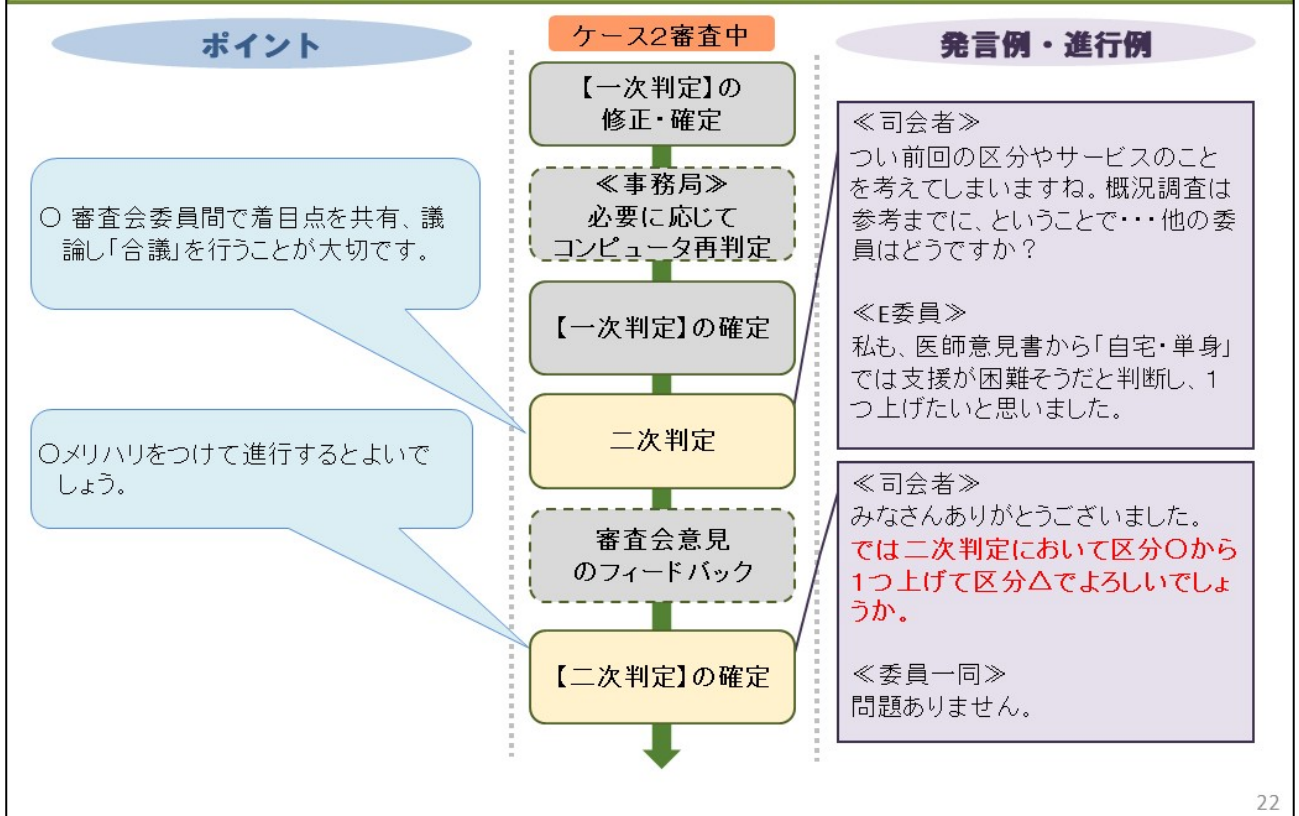 ポイント
ケース2審査中
発言例・進行例
【一次判定】の
修正・確定
≪事務局≫
必要に応じて
コンピュータ再判定
【一次判定】の確定
二次判定
審査会意見
のフィードバック
【二次判定】の確定
○ 審査会委員間で着目点を共有、議
論し「合議」を行うことが大切です。
○メリハリをつけて進行するとよいで
しょう。
≪司会者≫
つい前回の区分やサービスのこと
を考えてしまいますね。概況調査は
参考までに、ということで・・・他の委
員はどうですか？
≪E委員≫
私も、医師意見書から「自宅・単身」
では支援が困難そうだと判断し、1
つ上げたいと思いました。
≪司会者≫
みなさんありがとうございました。
では二次判定において区分〇から
1つ上げて区分△でよろしいでしょ
うか。
≪委員一同≫
問題ありません。
22